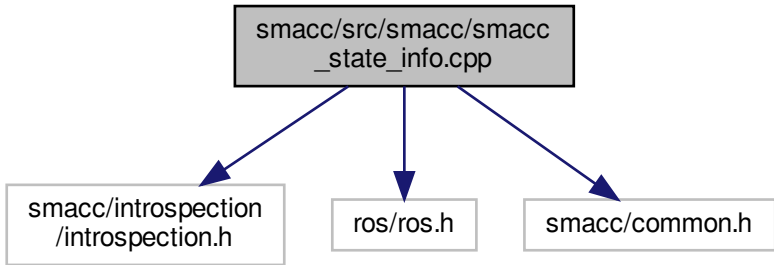 smacc/src/smacc/smacc
_state_info.cpp
smacc/introspection
/introspection.h
ros/ros.h
smacc/common.h